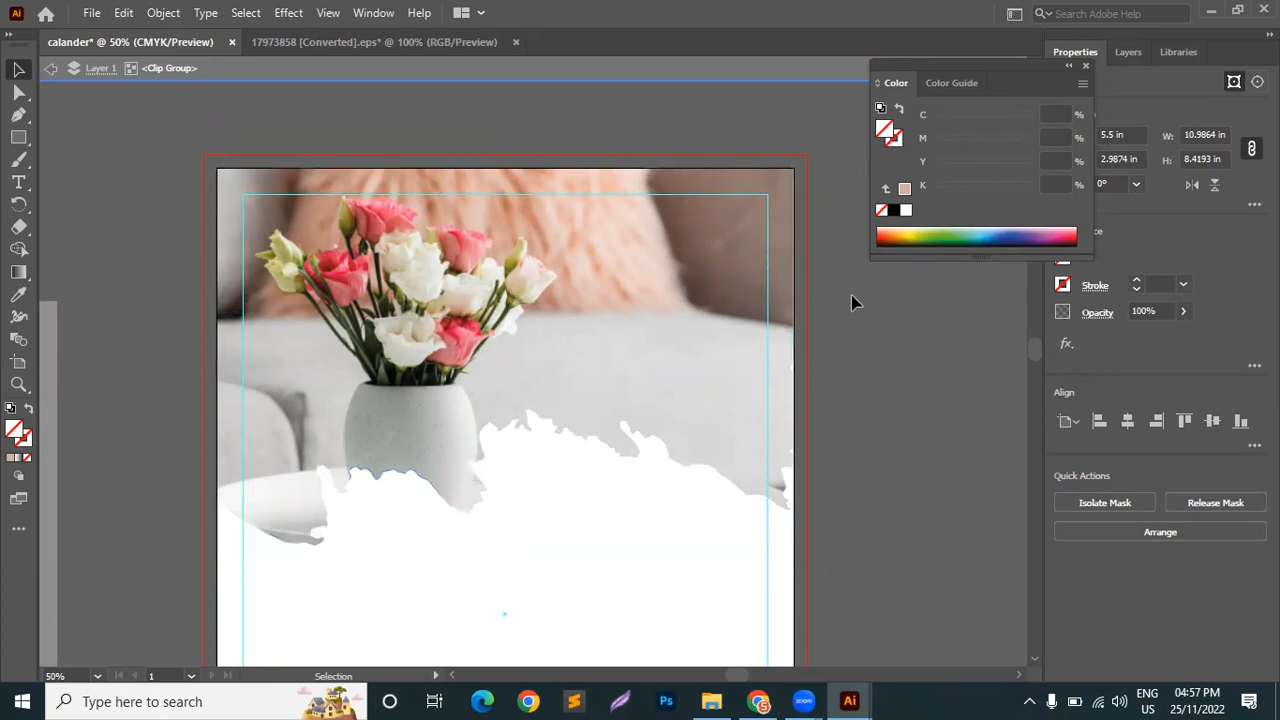 Ai File Edit Object Type Select Effect View Window Help Search Adobe Help
calander* @ 50% (CMYK/Preview) × 17973858 [Converted].eps* @ 100% (RGB/Preview) ×
Layer 1 <Clip Group>
Properties Layers Libraries
Color Color Guide
C %
M %
Y %
K %
5.5 in W: 10.9864 in
2.9874 in H: 8.4193 in
0°
Stroke
Opacity 100%
fx.
Align
Quick Actions
Isolate Mask Release Mask
Arrange
50% 1 Selection
Type here to search Ps Ai ENG 04:57 PM
US 25/11/2022